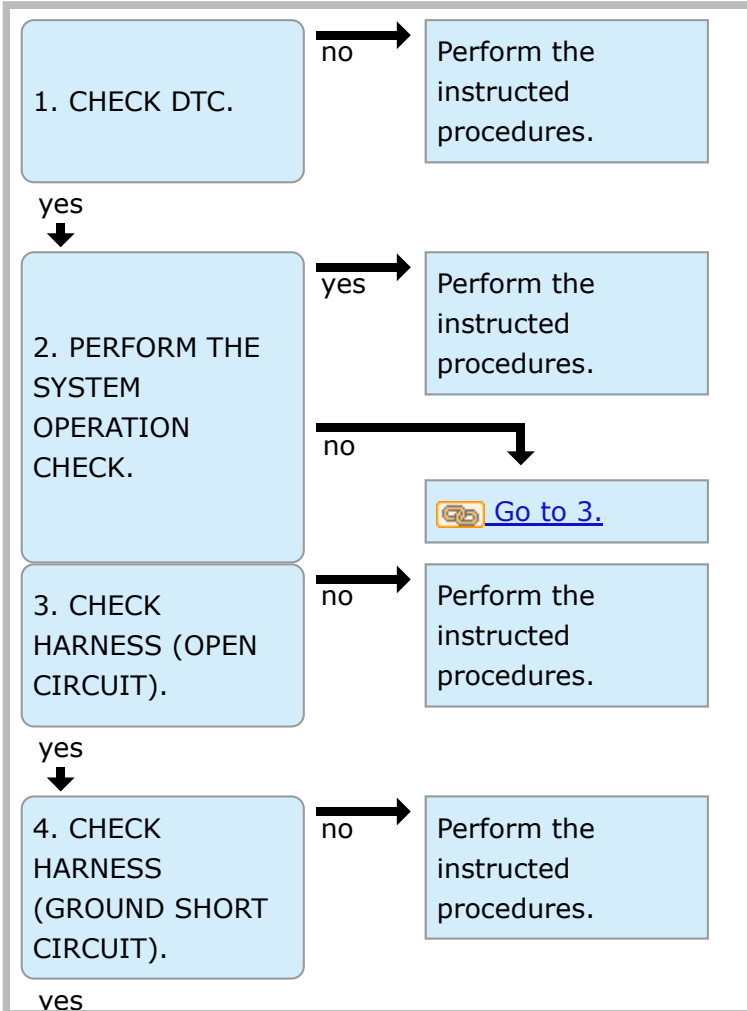 1. CHECK DTC.
no
Perform the
instructed
procedures.
yes
2. PERFORM THE
SYSTEM
OPERATION
CHECK.
yes
Perform the
instructed
procedures.
no
Go to 3.
3. CHECK
HARNESS (OPEN
CIRCUIT).
no
Perform the
instructed
procedures.
yes
4. CHECK
HARNESS
(GROUND SHORT
CIRCUIT).
no
Perform the
instructed
procedures.
yes